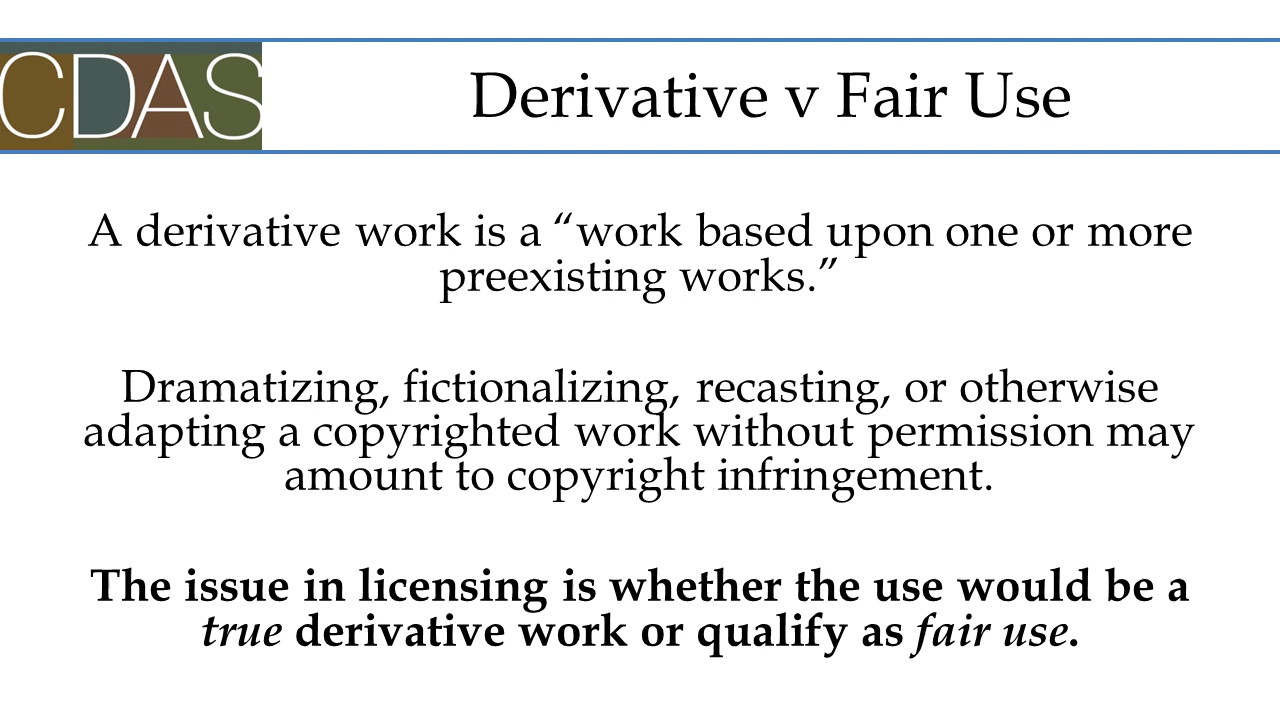 CDAS
Derivative v Fair Use
A derivative work is a “work based upon one or more
preexisting works.”
Dramatizing, fictionalizing, recasting, or otherwise
adapting a copyrighted work without permission may
amount to copyright infringement.
The issue in licensing is whether the use would be a
true derivative work or qualify as fair use.